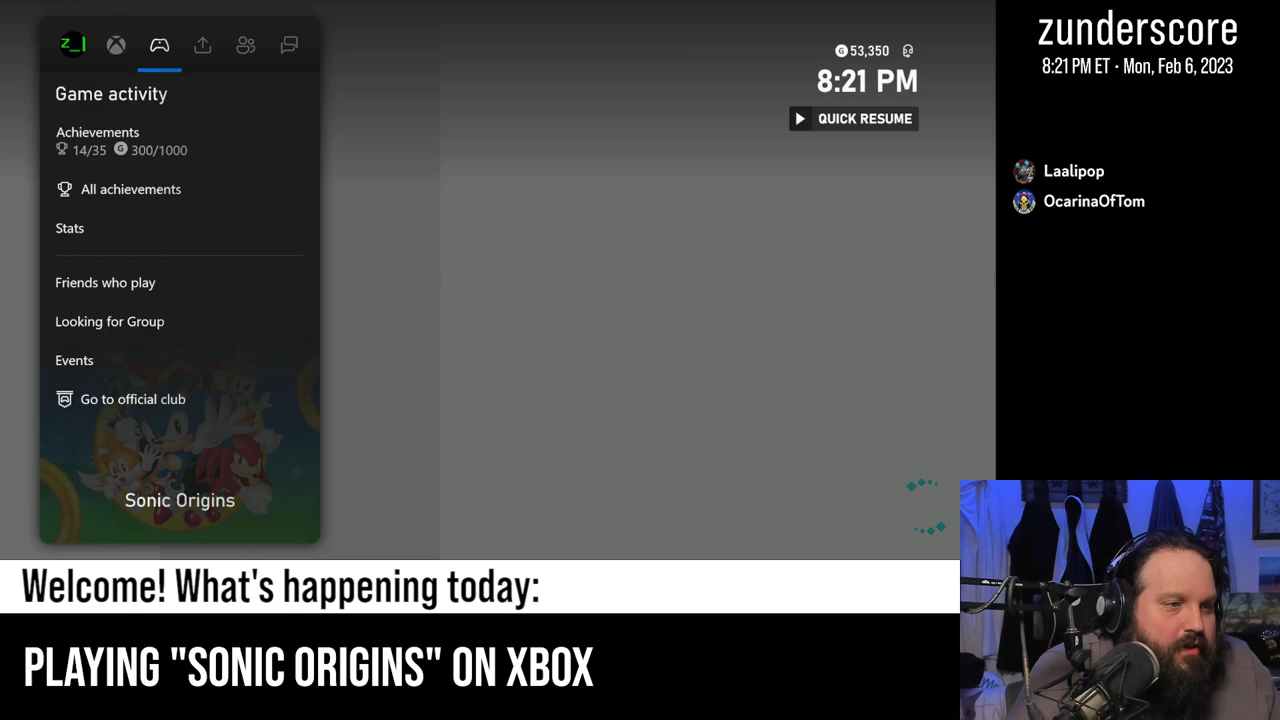 z_|
Game activity
Achievements
14/35 G 300/1000
All achievements
Stats
Friends who play
Looking for Group
Events
Go to official club
Sonic Origins
G 53,350
8:21 PM
QUICK RESUME
zunderscore
8:21 PM ET · Mon, Feb 6, 2023
Laalipop
OcarinaOfTom
Welcome! What's happening today:
PLAYING "SONIC ORIGINS" ON XBOX